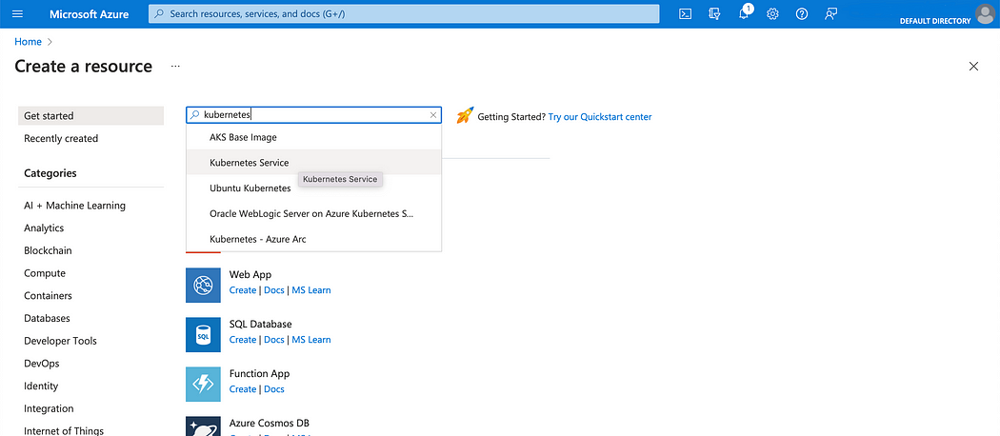 Microsoft Azure
Search resources, services, and docs (G+/)
1
DEFAULT DIRECTORY
Home
Create a resource
...
Get started
Recently created
Categories
AI + Machine Learning
Analytics
Blockchain
Compute
Containers
Databases
Developer Tools
DevOps
Identity
Integration
Internet of Things
kubernetes
Getting Started? Try our Quickstart center
AKS Base Image
Kubernetes Service
Kubernetes Service
Ubuntu Kubernetes
Oracle WebLogic Server on Azure Kubernetes S...
Kubernetes - Azure Arc
Web App
Create | Docs | MS Learn
SQL
SQL Database
Create | Docs | MS Learn
Function App
Create | Docs
Azure Cosmos DB